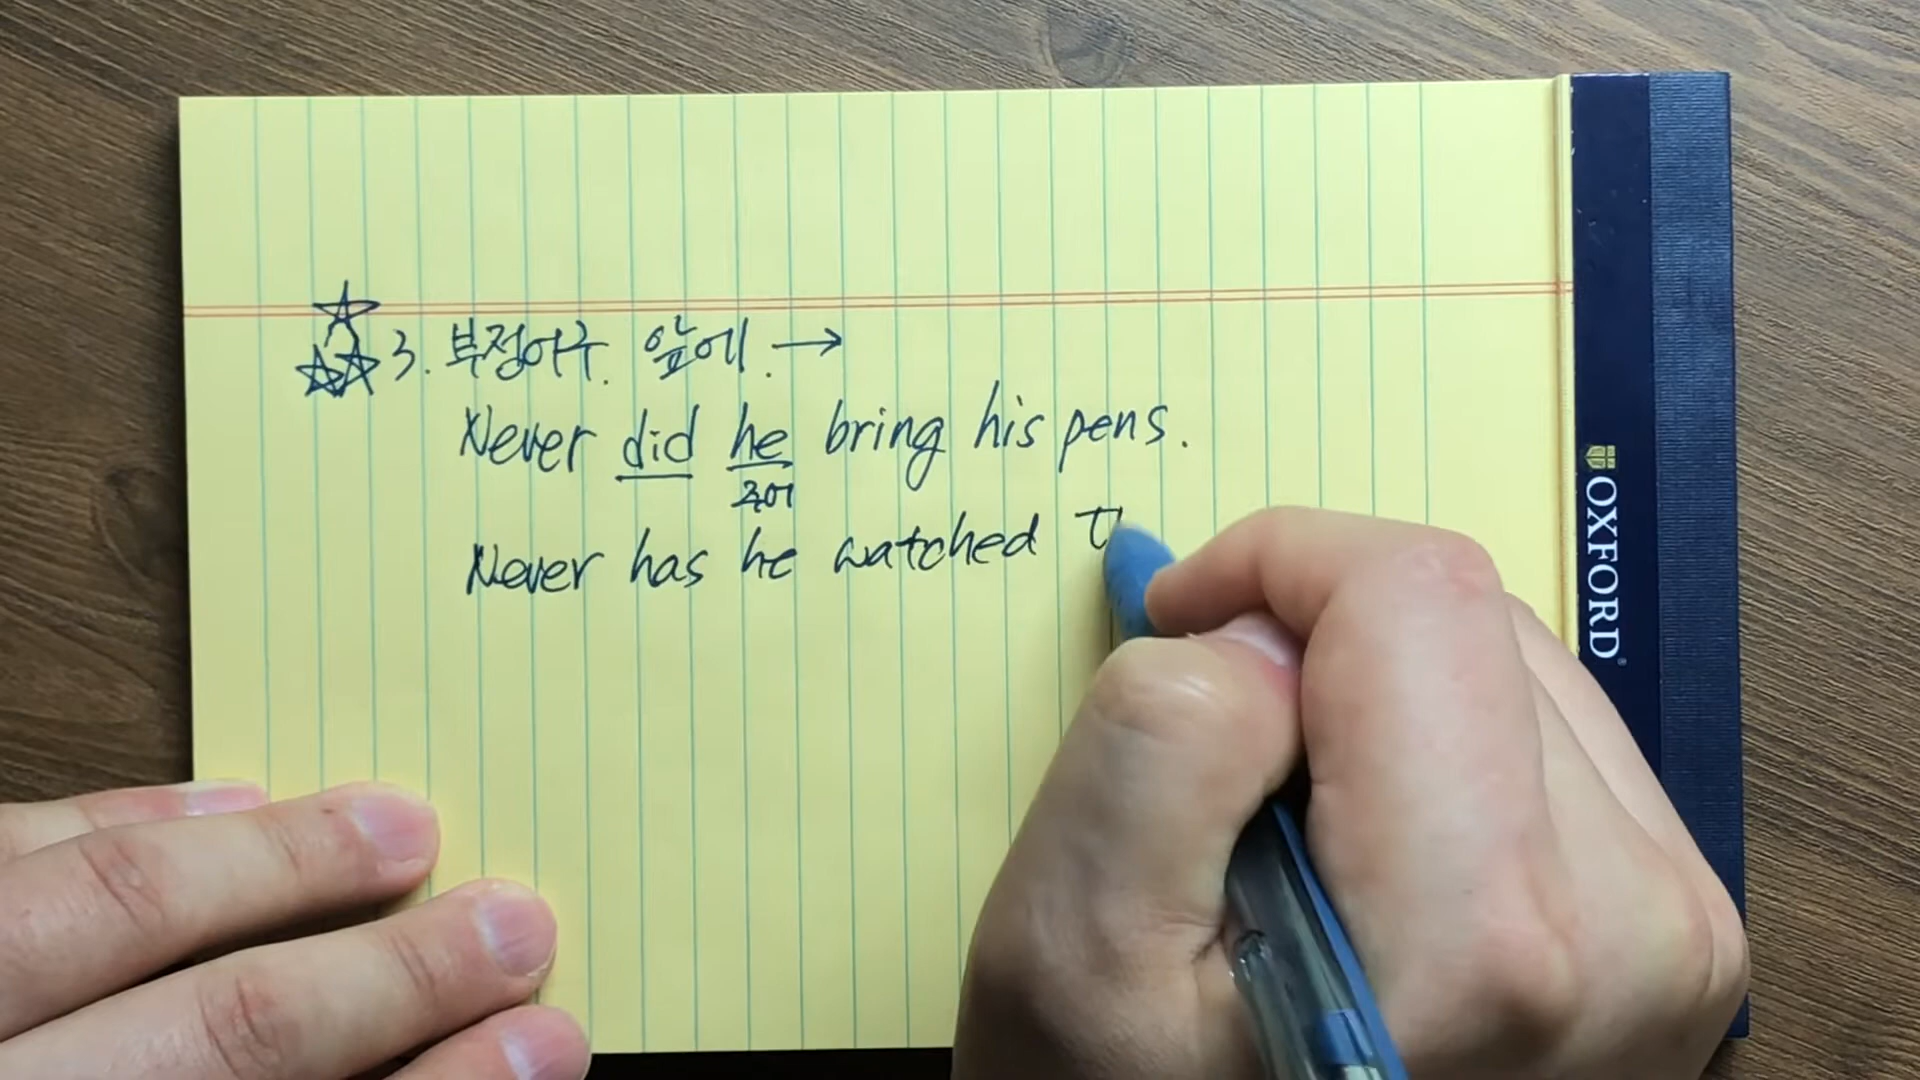 3. 부정어구. 앞에. →
Never did he bring his pens.
주어
Never has he watched
OXFORD